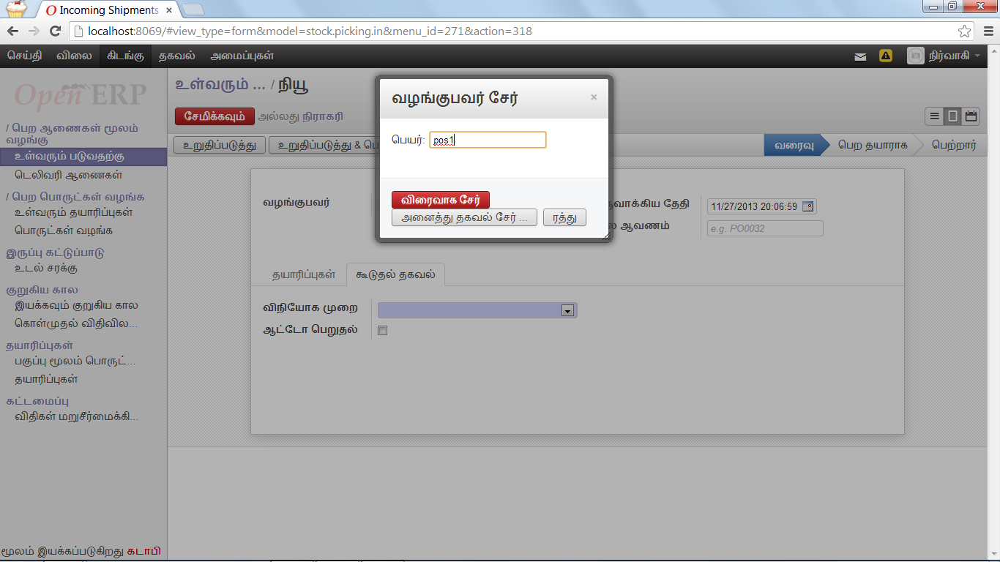 Incoming Shipments
localhost:8069/#view_type=form&model=stock.picking.in&menu_id=271&action=318
செய்தி விலை கிடங்கு தகவல் அமைப்புகள் நிர்வாகி
Open ERP
/ பெற ஆணைகள் மூலம்
வழங்கு
உள்வரும் படுவதற்கு
டெலிவரி ஆணைகள்
/ பெற பொருட்கள் வழங்க
உள்வரும் தயாரிப்புகள்
பொருட்கள் வழங்க
இருப்பு கட்டுப்பாடு
உடல் சரக்கு
குறுகிய கால
இயக்கவும் குறுகிய கால
கொள்முதல் விதிவில...
தயாரிப்புகள்
பகுப்பு மூலம் பொருட்...
தயாரிப்புகள்
கட்டமைப்பு
விதிகள் மறுசீர்மைக்கி...
மூலம் இயக்கப்படுகிறது கடாபி
உள்வரும் ... / நியூ
சேமிக்கவும் அல்லது நிராகரி
உறுதிப்படுத்து உறுதிப்படுத்து & பெ
வரைவு பெற தயாராக பெற்றார்
வழங்குபவர் சேர் ×
பெயர்: pos1
விரைவாக சேர்
அனைத்து தகவல் சேர் ... ரத்து
வழங்குபவர்
வாக்கிய தேதி 11/27/2013 20:06:59
ஆவணம் e.g. PO0032
தயாரிப்புகள் கூடுதல் தகவல்
விநியோக முறை
ஆட்டோ பெறுதல்